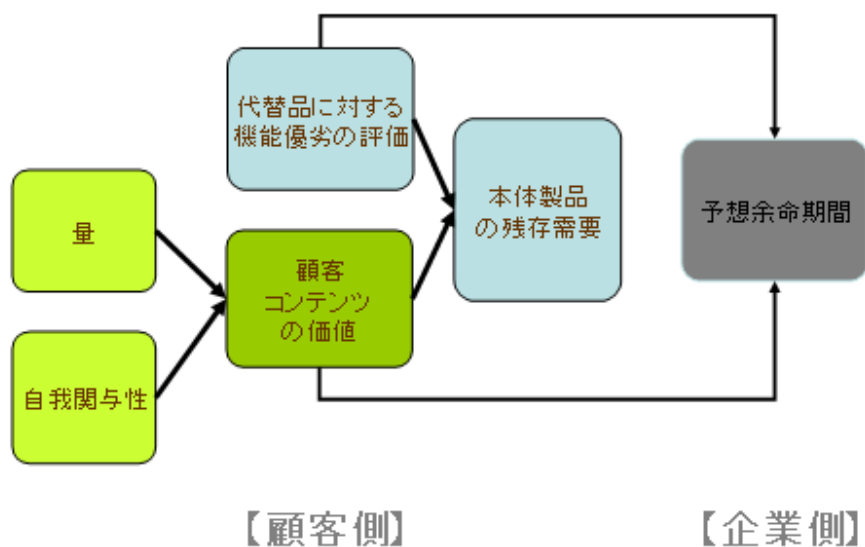 代替品に対する
機能優劣の評価
本体製品
の残存需要
予想余命期間
量
顧客
コンテンツ
の価値
自我関与性
【顧客側】
【企業側】